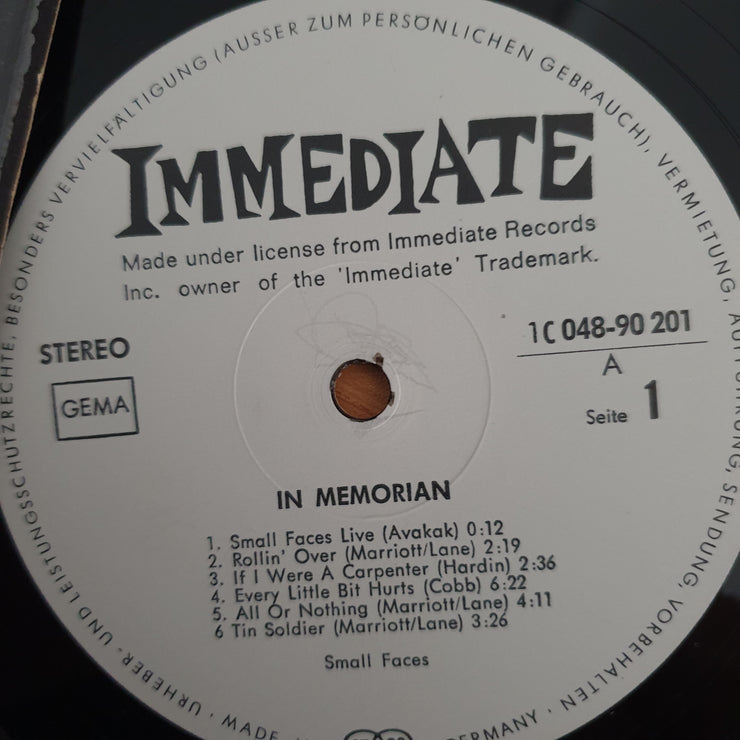 IMMEDIATE
Made under license from Immediate Records
Inc. owner of the 'Immediate' Trademark.
STEREO
GEMA
1C 048-90 201
A
Seite 1
IN MEMORIAN
1. Small Faces Live (Avakak) 0:12
2. Rollin' Over (Marriott/Lane) 2:19
3. If I Were A Carpenter (Hardin) 2:36
4. Every Little Bit Hurts (Cobb) 6:22
5. All Or Nothing (Marriott/Lane) 4:11
6 Tin Soldier (Marriott/Lane) 3:26
Small Faces
URHEBER- UND LEISTUNGSSCHUTZRECHTE, BESONDERS VERVIELFÄLTIGUNG (AUSSER ZUM PERSÖNLICHEN GEBRAUCH), VERMIETUNG, AUFFÜHRUNG, SENDUNG, VORBEHALTEN · MADE